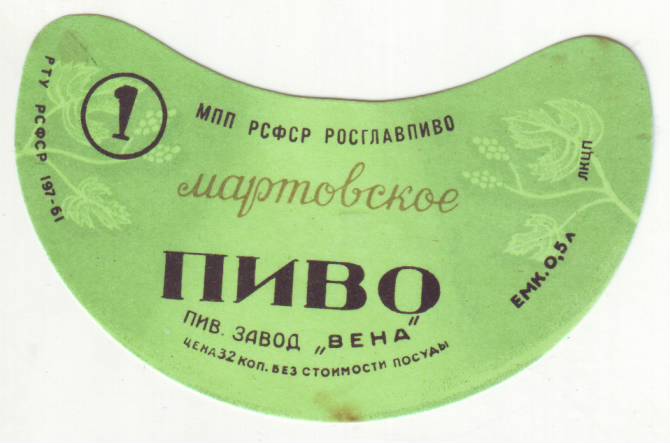 1
МПП РСФСР РОСГЛАВПИВО
мартовское
ПИВО
ПИВ. ЗАВОД „ВЕНА"
ЦЕНА 32 КОП. БЕЗ СТОИМОСТИ ПОСУДЫ
РТУ РСФСР 197-61
ЕМК. 0,5 л
ЛКЦП